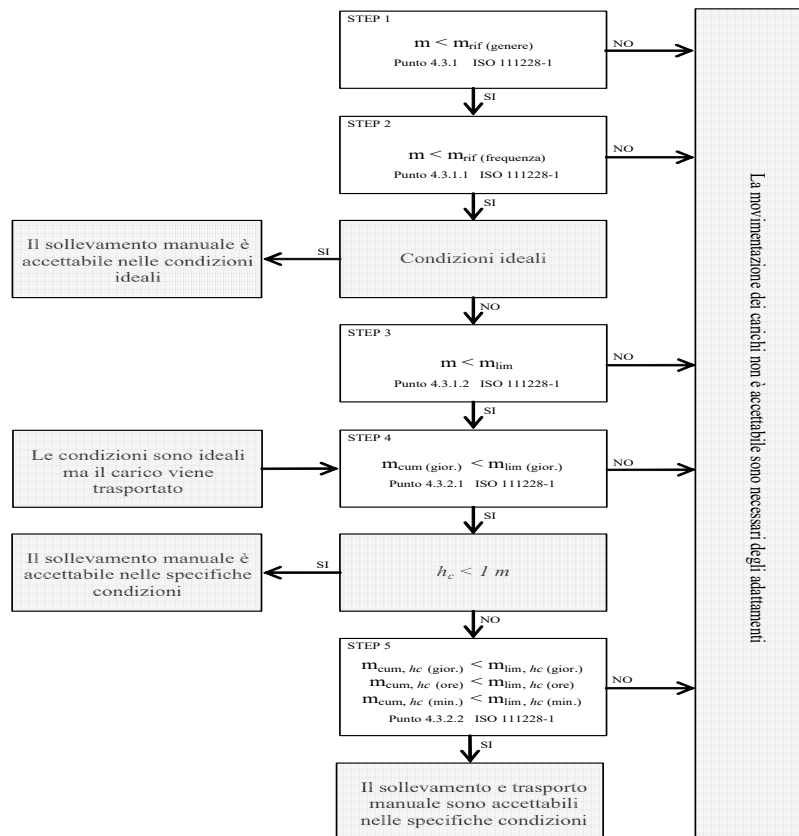 STEP 1
m < mrif (genere)
Punto 4.3.1 ISO 111228-1
NO
SI
STEP 2
m < mrif (frequenza)
Punto 4.3.1.1 ISO 111228-1
NO
SI
Il sollevamento manuale è
accettabile nelle condizioni
ideali
SI
Condizioni ideali
NO
STEP 3
m < mlim
Punto 4.3.1.2 ISO 111228-1
NO
SI
Le condizioni sono ideali
ma il carico viene
trasportato
STEP 4
mcum (gior.) < mlim (gior.)
Punto 4.3.2.1 ISO 111228-1
NO
SI
Il sollevamento manuale è
accettabile nelle specifiche
condizioni
SI
hc < 1 m
NO
STEP 5
mcum, hc (gior.) < mlim, hc (gior.)
mcum, hc (ore) < mlim, hc (ore)
mcum, hc (min.) < mlim, hc (min.)
Punto 4.3.2.2 ISO 111228-1
NO
SI
Il sollevamento e trasporto
manuale sono accettabili
nelle specifiche condizioni
La movimentazione dei carichi non è accettabile sono necessari degli adattamenti